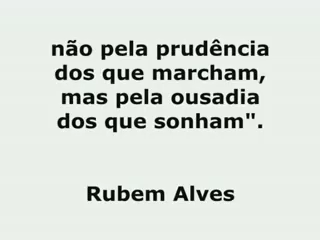 não pela prudência
dos que marcham,
mas pela ousadia
dos que sonham".
Rubem Alves